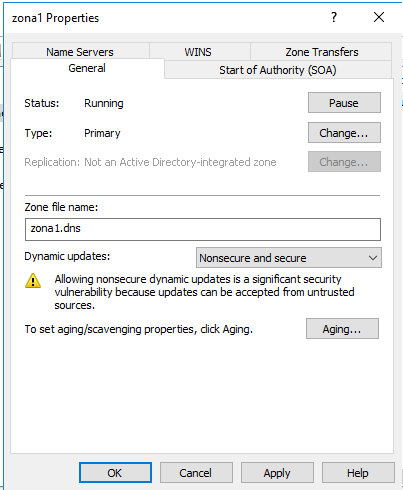 zona1 Properties
Name Servers
WINS
Zone Transfers
General
Start of Authority (SOA)
Status:
Running
Pause
Type:
Primary
Change...
Replication:
Not an Active Directory-integrated zone
Change...
Zone file name:
zona1.dns
Dynamic updates:
Nonsecure and secure
Allowing nonsecure dynamic updates is a significant security
vulnerability because updates can be accepted from untrusted
sources.
To set aging/scavenging properties, click Aging.
Aging...
OK
Cancel
Apply
Help